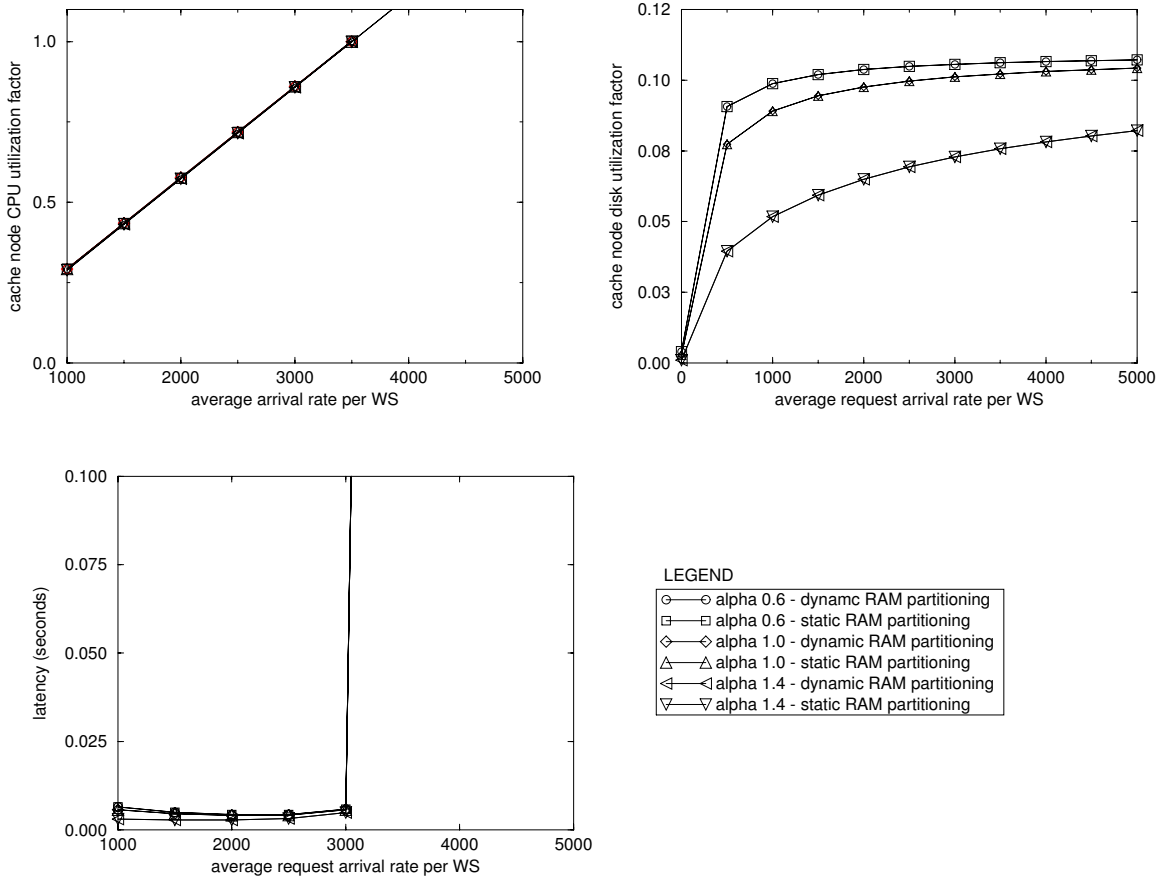 1.0
0.5
0.0
cache node CPU utilization factor
1000 2000 3000 4000 5000
average arrival rate per WS
0.12
0.10
0.08
0.05
0.03
0.00
cache node disk utilization factor
0 1000 2000 3000 4000 5000
average request arrival rate per WS
0.100
0.075
0.050
0.025
0.000
latency (seconds)
1000 2000 3000 4000 5000
average request arrival rate per WS
LEGEND
alpha 0.6 - dynamc RAM partitioning
alpha 0.6 - static RAM partitioning
alpha 1.0 - dynamic RAM partitioning
alpha 1.0 - static RAM partitioning
alpha 1.4 - dynamic RAM partitioning
alpha 1.4 - static RAM partitioning